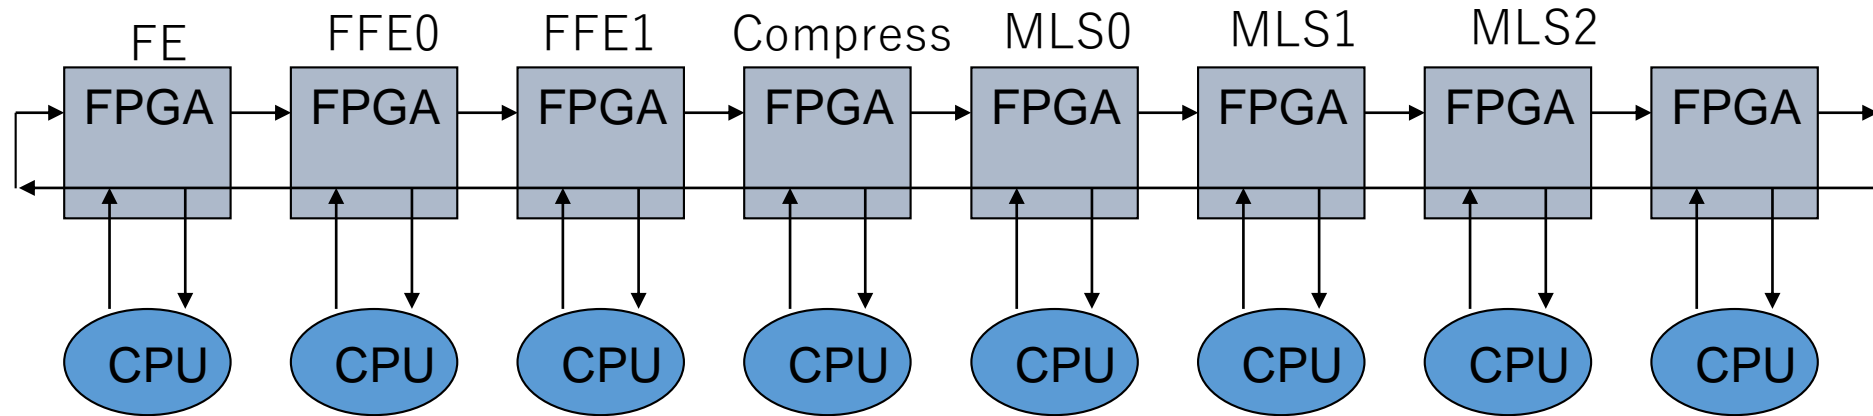 FE FFE0 FFE1 Compress MLS0 MLS1 MLS2
FPGA FPGA FPGA FPGA FPGA FPGA FPGA FPGA
CPU CPU CPU CPU CPU CPU CPU CPU